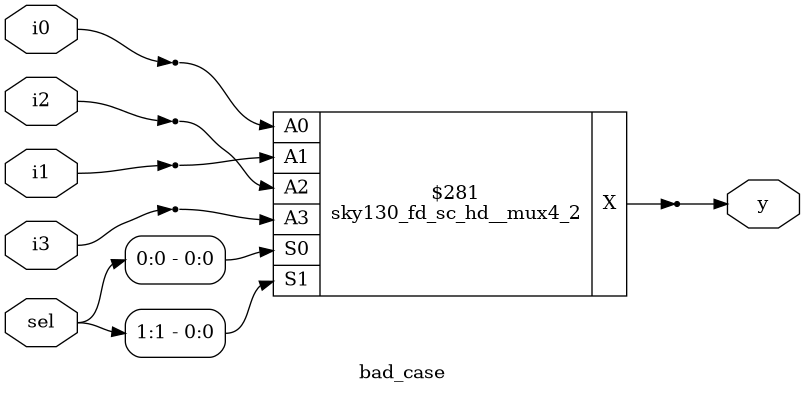 i0
i2
i1
i3
sel
0:0 - 0:0
1:1 - 0:0
A0
A1
A2
A3
S0
S1
$281
sky130_fd_sc_hd__mux4_2
X
y
bad_case